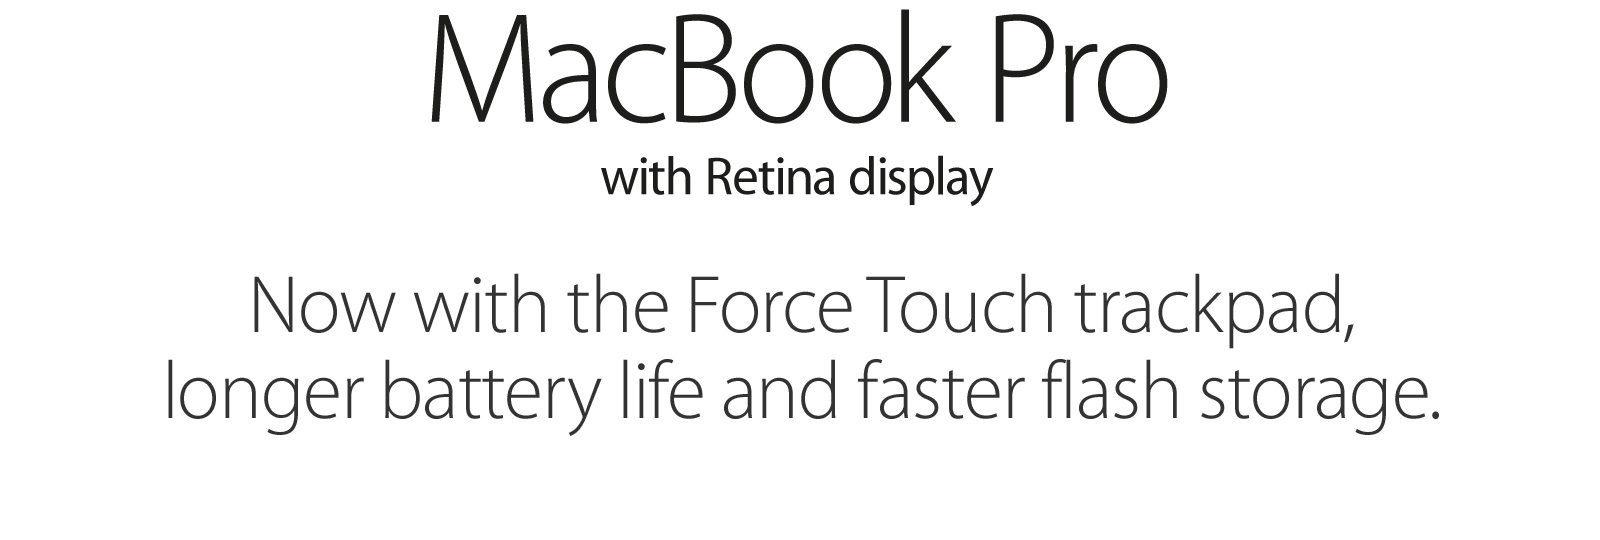 MacBook Pro
with Retina display
Now with the Force Touch trackpad,
longer battery life and faster flash storage.